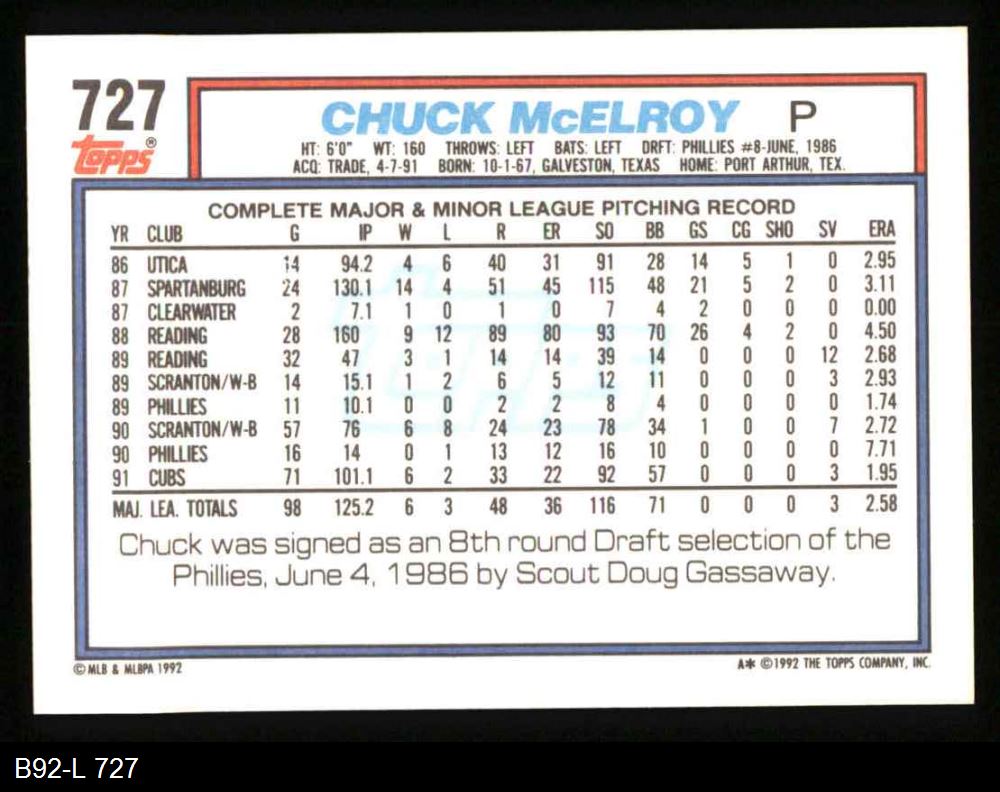 727
topps®
CHUCK McELROY P
HT: 6'0" WT: 160 THROWS: LEFT BATS: LEFT DRFT: PHILLIES #8-JUNE, 1986
ACQ: TRADE, 4-7-91 BORN: 10-1-67, GALVESTON, TEXAS HOME: PORT ARTHUR, TEX.
COMPLETE MAJOR & MINOR LEAGUE PITCHING RECORD
YR CLUB G IP W L R ER SO BB GS CG SHO SV ERA
86 UTICA 14 94.2 4 6 40 31 91 28 14 5 1 0 2.95
87 SPARTANBURG 24 130.1 14 4 51 45 115 48 21 5 2 0 3.11
87 CLEARWATER 2 7.1 1 0 1 0 7 4 2 0 0 0 0.00
88 READING 28 160 9 12 89 80 93 70 26 4 2 0 4.50
89 READING 32 47 3 1 14 14 39 14 0 0 0 12 2.68
89 SCRANTON/W-B 14 15.1 1 2 6 5 12 11 0 0 0 3 2.93
89 PHILLIES 11 10.1 0 0 2 2 8 4 0 0 0 0 1.74
90 SCRANTON/W-B 57 76 6 8 24 23 78 34 1 0 0 7 2.72
90 PHILLIES 16 14 0 1 13 12 16 10 0 0 0 0 7.71
91 CUBS 71 101.1 6 2 33 22 92 57 0 0 0 3 1.95
MAJ. LEA. TOTALS 98 125.2 6 3 48 36 116 71 0 0 0 3 2.58
Chuck was signed as an 8th round Draft selection of the
Phillies, June 4, 1986 by Scout Doug Gassaway.
© MLB & MLBPA 1992
A* ©1992 THE TOPPS COMPANY, INC.
B92-L 727